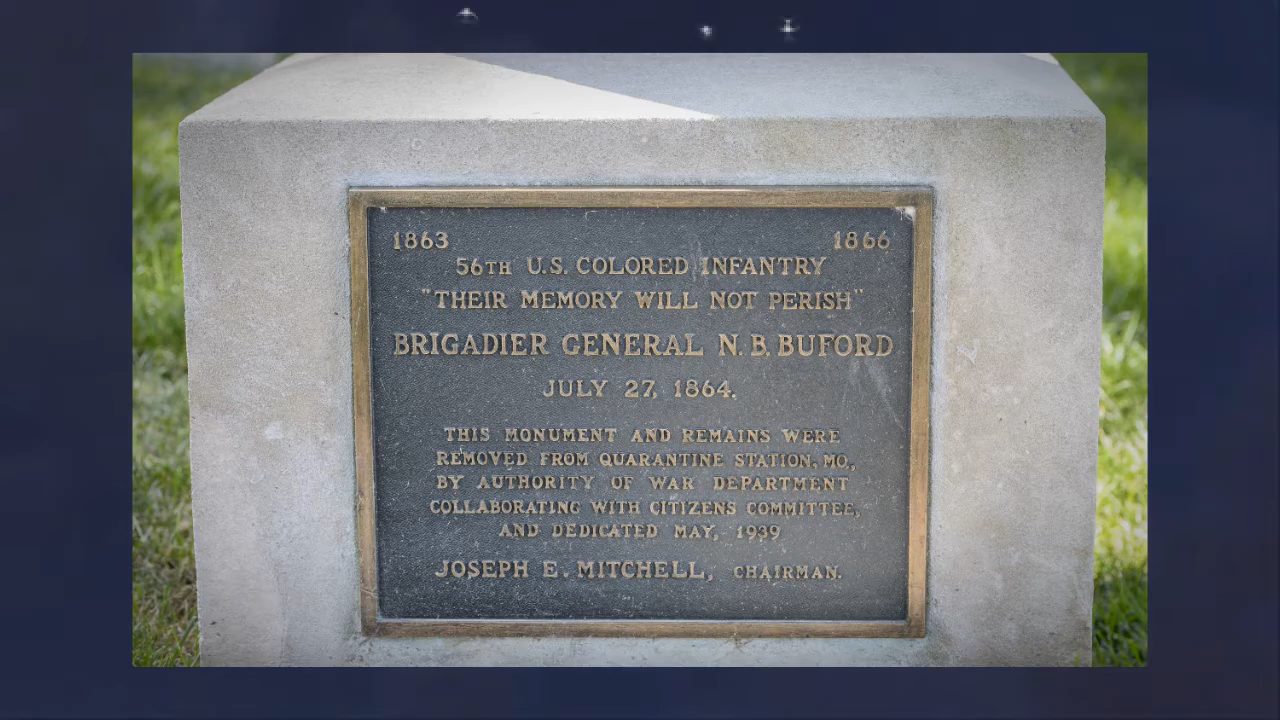 1863 1866
56TH U.S. COLORED INFANTRY
"THEIR MEMORY WILL NOT PERISH"
BRIGADIER GENERAL N. B. BUFORD
JULY 27, 1864.
THIS MONUMENT AND REMAINS WERE
REMOVED FROM QUARANTINE STATION, MO.,
BY AUTHORITY OF WAR DEPARTMENT
COLLABORATING WITH CITIZENS COMMITTEE,
AND DEDICATED MAY, 1939
JOSEPH E. MITCHELL, CHAIRMAN.